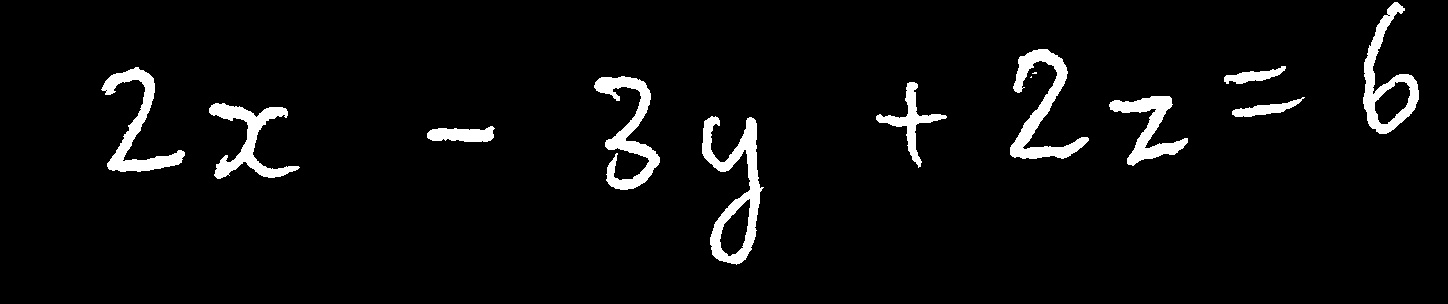 2x - 3y + 2z = 6